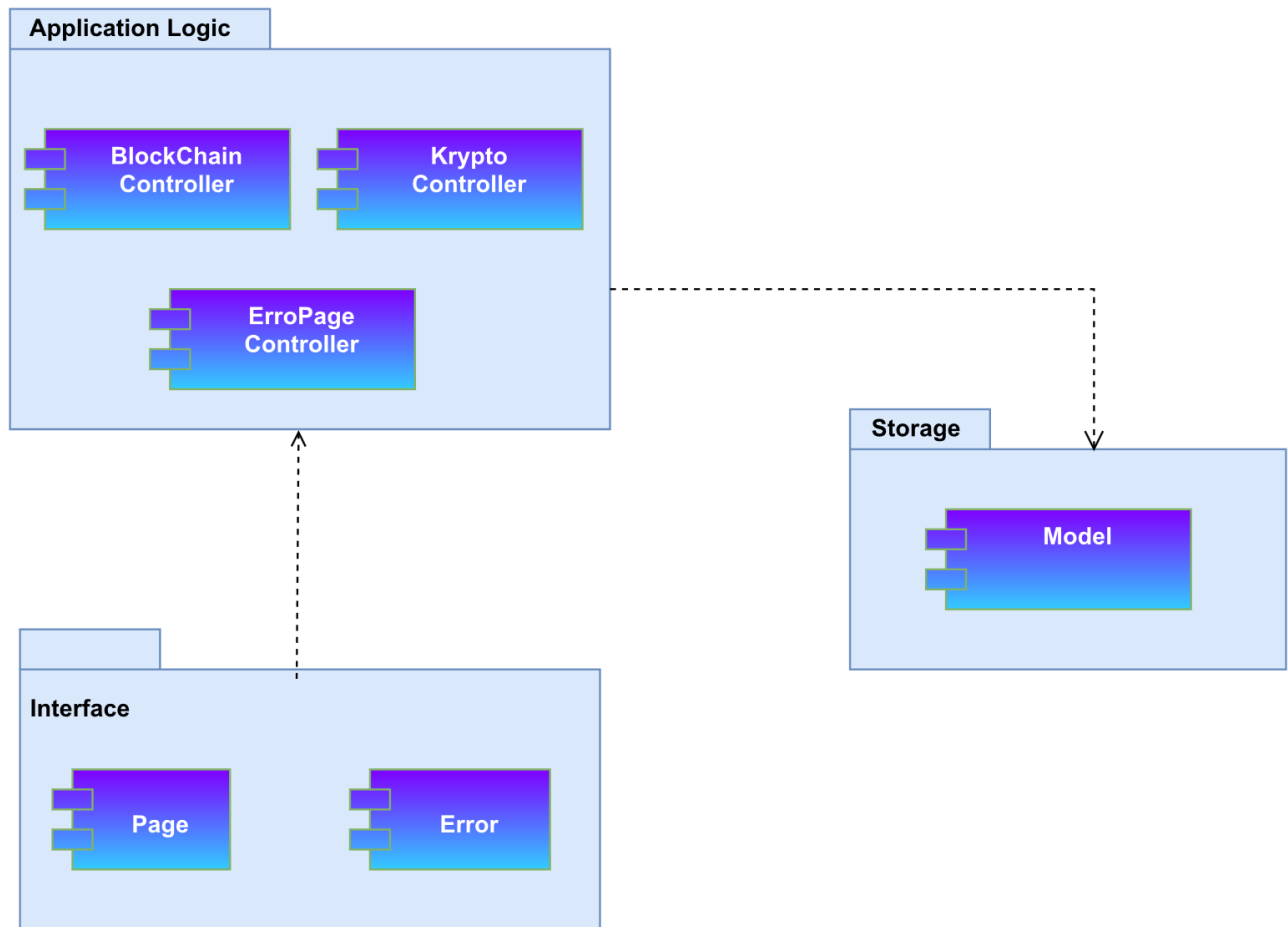 Application Logic
BlockChain
Controller
Krypto
Controller
ErroPage
Controller
Storage
Model
Interface
Page
Error